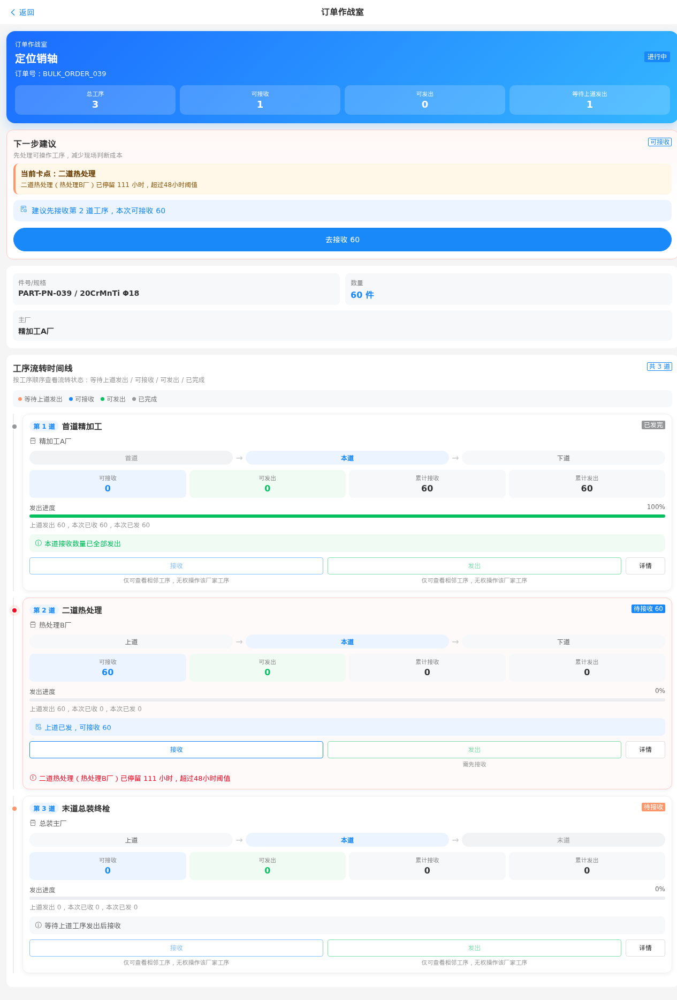 返回
订单作战室
订单作战室
定位销轴
进行中
订单号：BULK_ORDER_039
总工序
3
可接收
1
可发出
0
等待上道发出
1
下一步建议
可接收
先处理可操作工序，减少现场判断成本
当前卡点：二道热处理
二道热处理（热处理B厂）已停留 111 小时，超过48小时阈值
建议先接收第 2 道工序，本次可接收 60
去接收 60
件号/规格
PART-PN-039 / 20CrMnTi Φ18
数量
60 件
主厂
精加工A厂
工序流转时间线
共 3 道
按工序顺序查看流转状态：等待上道发出 / 可接收 / 可发出 / 已完成
等待上道发出 可接收 可发出 已完成
第 1 道 首道精加工
已发完
精加工A厂
首道 → 本道 → 下道
可接收
0
可发出
0
累计接收
60
累计发出
60
发出进度 100%
上道发出 60，本次已收 60，本次已发 60
本道接收数量已全部发出
接收 发出 详情
仅可查看相邻工序，无权操作该厂家工序 仅可查看相邻工序，无权操作该厂家工序
第 2 道 二道热处理
待接收 60
热处理B厂
上道 → 本道 → 下道
可接收
60
可发出
0
累计接收
0
累计发出
0
发出进度 0%
上道发出 60，本次已收 0，本次已发 0
上道已发，可接收 60
接收 发出 详情
需先接收
二道热处理（热处理B厂）已停留 111 小时，超过48小时阈值
第 3 道 末道总装终检
待接收
总装主厂
上道 → 本道 → 末道
可接收
0
可发出
0
累计接收
0
累计发出
0
发出进度 0%
上道发出 0，本次已收 0，本次已发 0
等待上道工序发出后接收
接收 发出 详情
仅可查看相邻工序，无权操作该厂家工序 仅可查看相邻工序，无权操作该厂家工序